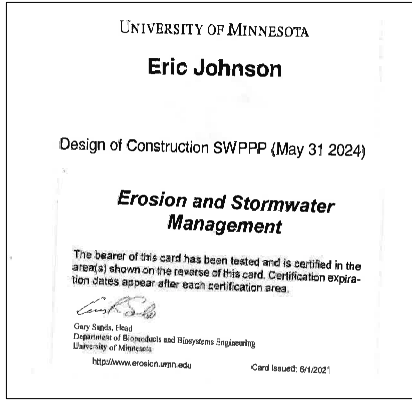 UNIVERSITY OF MINNESOTA
Eric Johnson
Design of Construction SWPPP (May 31 2024)
Erosion and Stormwater
Management
The bearer of this card has been tested and is certified in the
area(s) shown on the reverse of this card. Certification expira-
tion dates appear after each certification area.
Gary Sands, Head
Department of Bioproducts and Biosystems Engineering
University of Minnesota
http://www.erosion.umn.edu
Card Issued: 6/1/2021